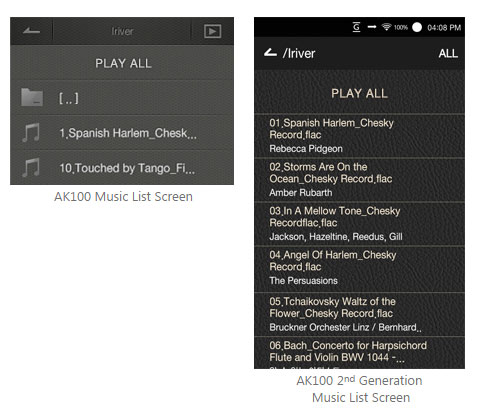 Iriver
PLAY ALL
[ .. ]
1,Spanish Harlem_Chesk...
10,Touched by Tango_Fi...
AK100 Music List Screen
G 100% 04:08 PM
/Iriver ALL
PLAY ALL
01,Spanish Harlem_Chesky
Record,flac
Rebecca Pidgeon
02,Storms Are On the
Ocean_Chesky Record,flac
Amber Rubarth
03,In A Mellow Tone_Chesky
Recordflac,flac
Jackson, Hazeltine, Reedus, Gill
04,Angel Of Harlem_Chesky
Record,flac
The Persuasions
05,Tchaikovsky Waltz of the
Flower_Chesky Record,flac
Bruckner Orchester Linz / Bernhard..
06,Bach_Concerto for Harpsichord
Flute and Violin BWV 1044 -...
AK100 2nd Generation
Music List Screen